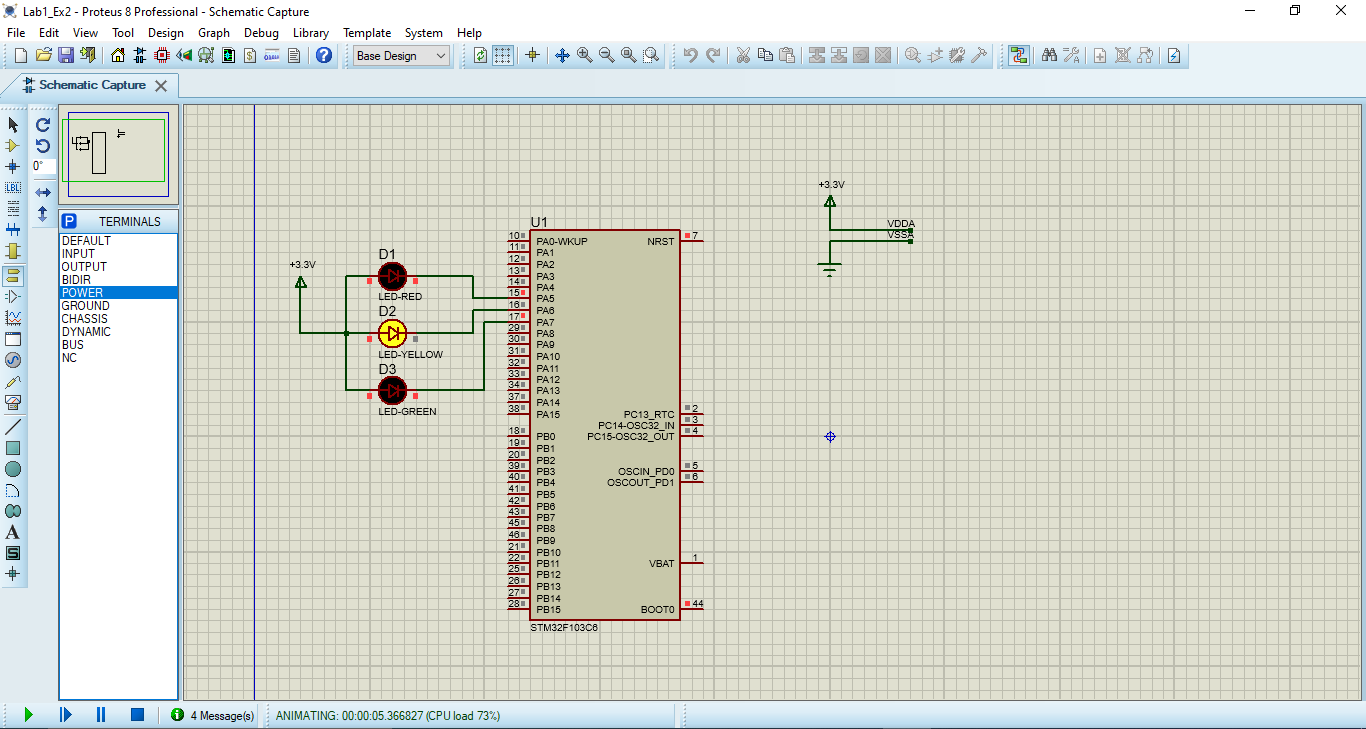 Lab1_Ex2 - Proteus 8 Professional - Schematic Capture
File Edit View Tool Design Graph Debug Library Template System Help
Base Design
Schematic Capture
0°
LBL
A
S
P TERMINALS
DEFAULT
INPUT
OUTPUT
BIDIR
POWER
GROUND
CHASSIS
DYNAMIC
BUS
NC
+3.3V
D1
LED-RED
D2
LED-YELLOW
D3
LED-GREEN
U1
10 PA0-WKUP
11 PA1
12 PA2
13 PA3
14 PA4
15 PA5
16 PA6
17 PA7
29 PA8
30 PA9
31 PA10
32 PA11
33 PA12
34 PA13
37 PA14
38 PA15
18 PB0
19 PB1
20 PB2
39 PB3
40 PB4
41 PB5
42 PB6
43 PB7
45 PB8
46 PB9
21 PB10
22 PB11
25 PB12
26 PB13
27 PB14
28 PB15
NRST 7
PC13_RTC 2
PC14-OSC32_IN 3
PC15-OSC32_OUT 4
OSCIN_PD0 5
OSCOUT_PD1 6
VBAT 1
BOOT0 44
STM32F103C6
+3.3V
VDDA
VSSA
4 Message(s)
ANIMATING: 00:00:05.366827 (CPU load 73%)